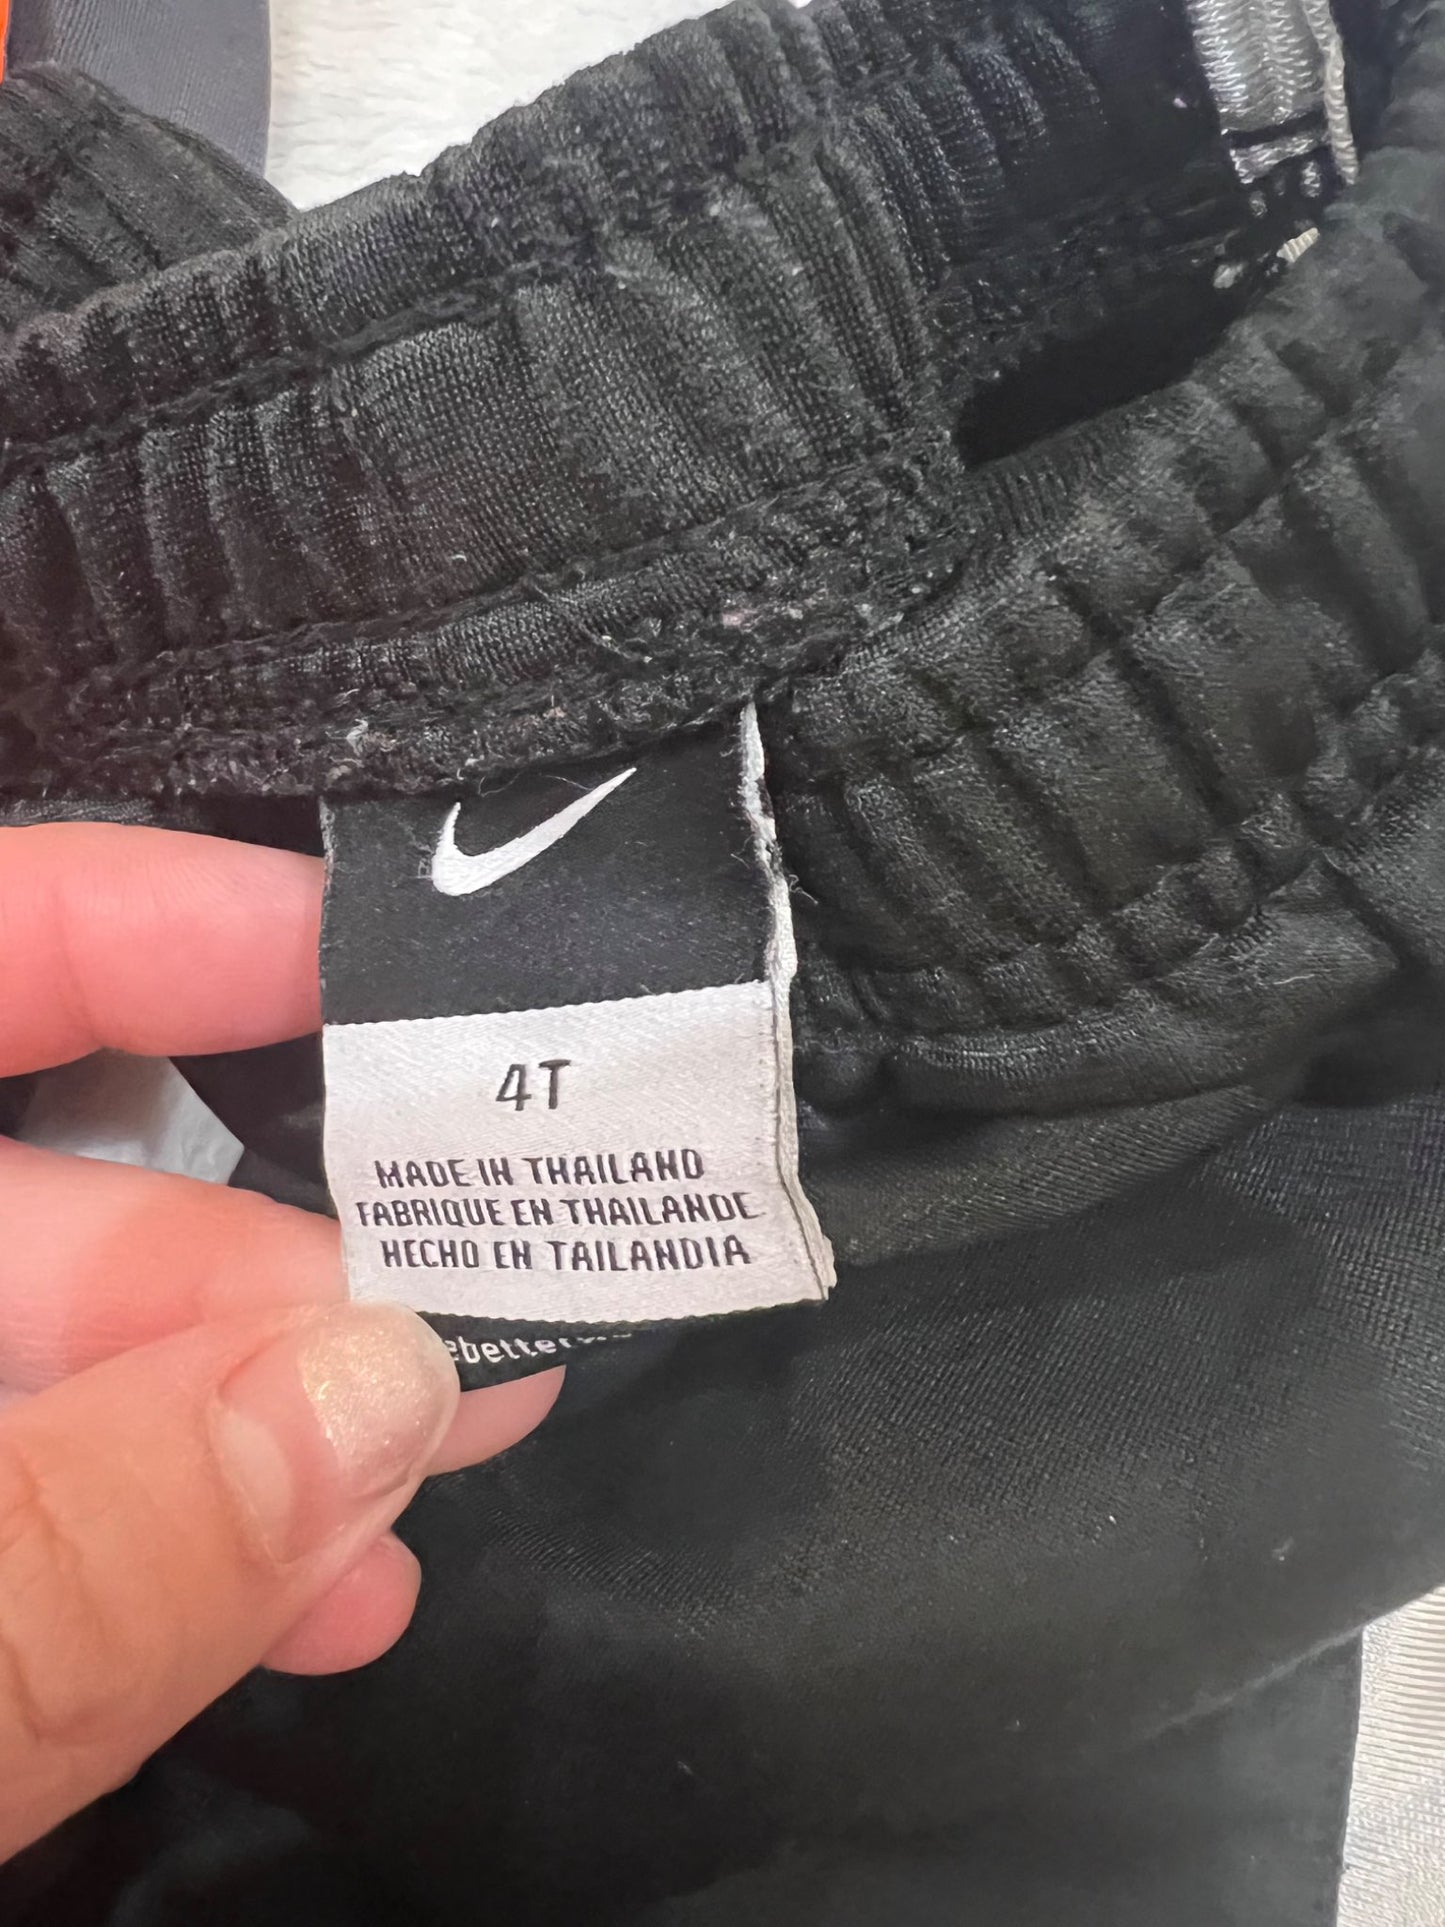 4T
MADE IN THAILAND
FABRIQUE EN THAILANDE
HECHO EN TAILANDIA